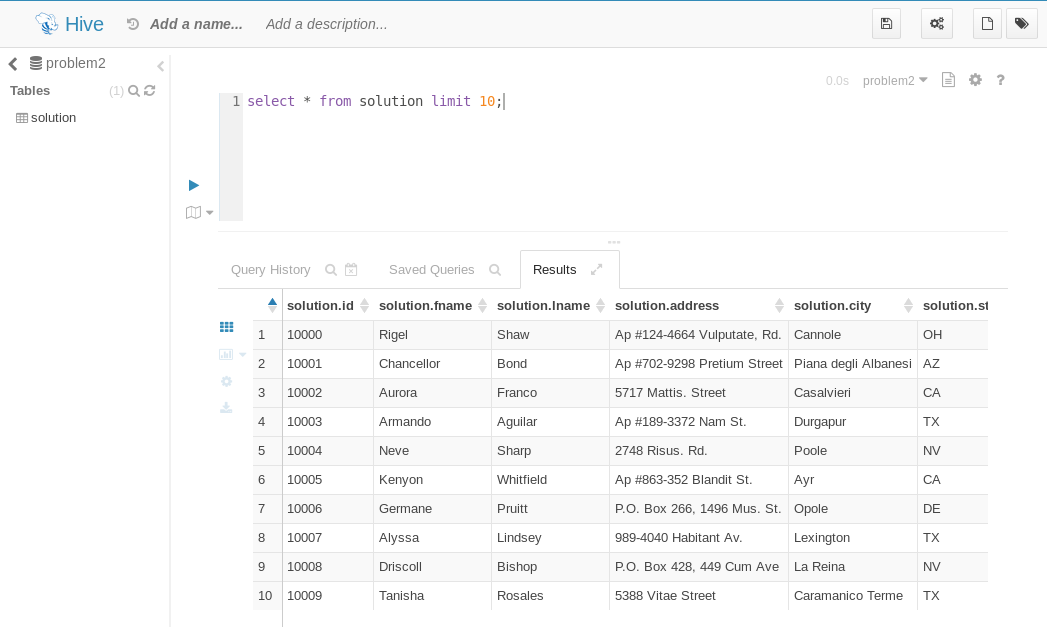 Hive Add a name... Add a description...
problem2
Tables (1)
solution
0.0s problem2 ?
1 select * from solution limit 10;
Query History Saved Queries Results
solution.id solution.fname solution.lname solution.address solution.city solution.st
1 10000 Rigel Shaw Ap #124-4664 Vulputate, Rd. Cannole OH
2 10001 Chancellor Bond Ap #702-9298 Pretium Street Piana degli Albanesi AZ
3 10002 Aurora Franco 5717 Mattis. Street Casalvieri CA
4 10003 Armando Aguilar Ap #189-3372 Nam St. Durgapur TX
5 10004 Neve Sharp 2748 Risus. Rd. Poole NV
6 10005 Kenyon Whitfield Ap #863-352 Blandit St. Ayr CA
7 10006 Germane Pruitt P.O. Box 266, 1496 Mus. St. Opole DE
8 10007 Alyssa Lindsey 989-4040 Habitant Av. Lexington TX
9 10008 Driscoll Bishop P.O. Box 428, 449 Cum Ave La Reina NV
10 10009 Tanisha Rosales 5388 Vitae Street Caramanico Terme TX